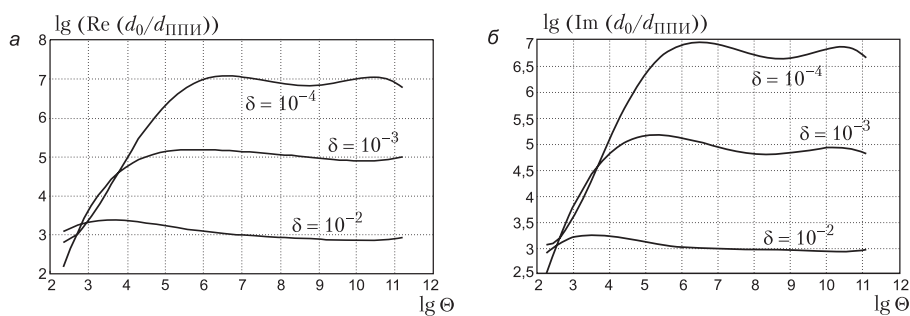 а
lg (Re (d₀/dППИ))
8
7
6
5
4
3
2
δ = 10⁻⁴
δ = 10⁻³
δ = 10⁻²
2 3 4 5 6 7 8 9 10 11 12
lg Θ
б
lg (Im (d₀/dППИ))
7
6,5
6
5,5
5
4,5
4
3,5
3
2,5
δ = 10⁻⁴
δ = 10⁻³
δ = 10⁻²
2 3 4 5 6 7 8 9 10 11 12
lg Θ